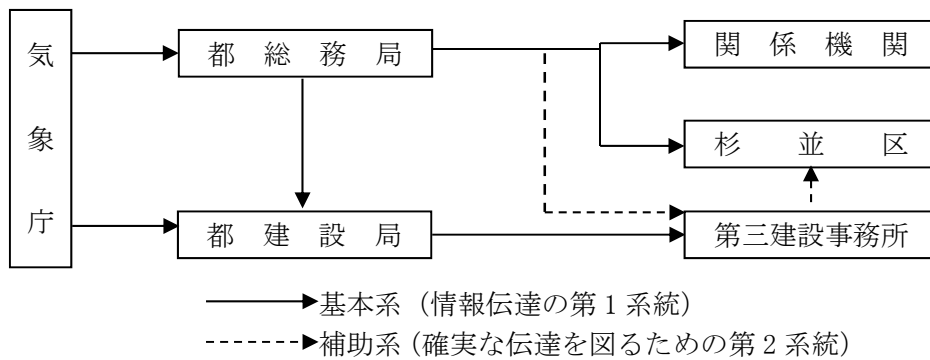 気象庁
都総務局
関係機関
杉並区
都建設局
第三建設事務所
基本系（情報伝達の第1系統）
補助系（確実な伝達を図るための第2系統）